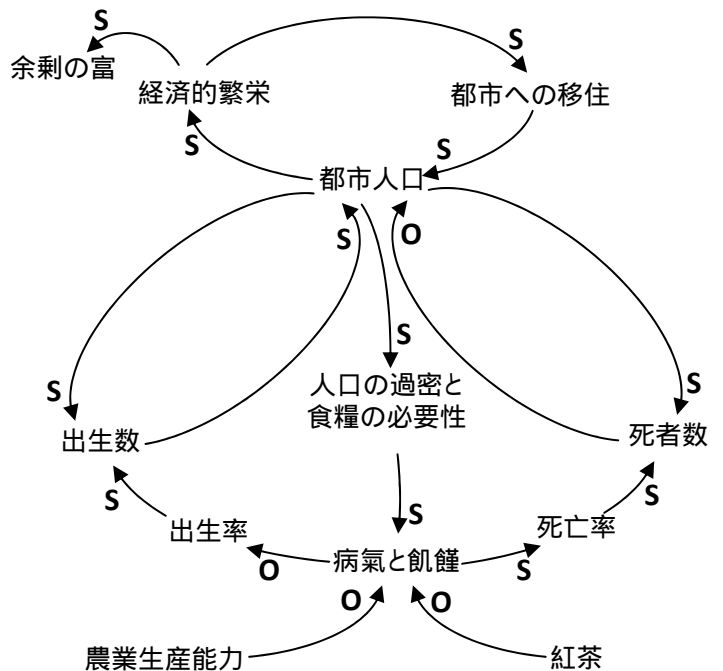 S
S
余剰の富
経済的繁栄
都市への移住
S
S
都市人口
S
O
S
人口の過密と
食糧の必要性
S
S
出生数
死者数
S
S
S
出生率
死亡率
病氣と飢饉
O
S
O
O
農業生産能力
紅茶